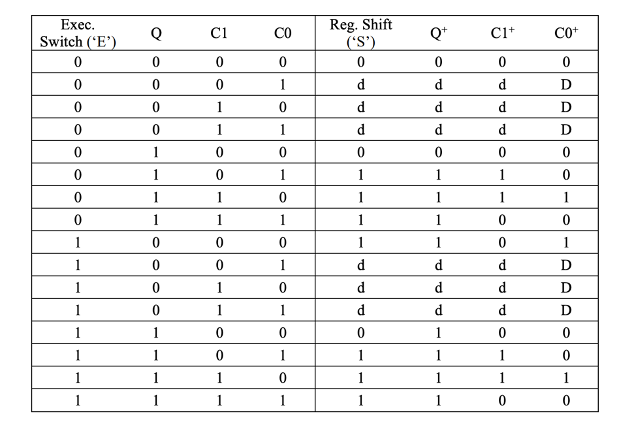 Exec. Switch (‘E’) Q C1 C0 Reg. Shift (‘S’) Q+ C1+ C0+
0 0 0 0 0 0 0 0
0 0 0 1 d d d D
0 0 1 0 d d d D
0 0 1 1 d d d D
0 1 0 0 0 0 0 0
0 1 0 1 1 1 1 0
0 1 1 0 1 1 1 1
0 1 1 1 1 1 0 0
1 0 0 0 1 1 0 1
1 0 0 1 d d d D
1 0 1 0 d d d D
1 0 1 1 d d d D
1 1 0 0 0 1 0 0
1 1 0 1 1 1 1 0
1 1 1 0 1 1 1 1
1 1 1 1 1 1 0 0